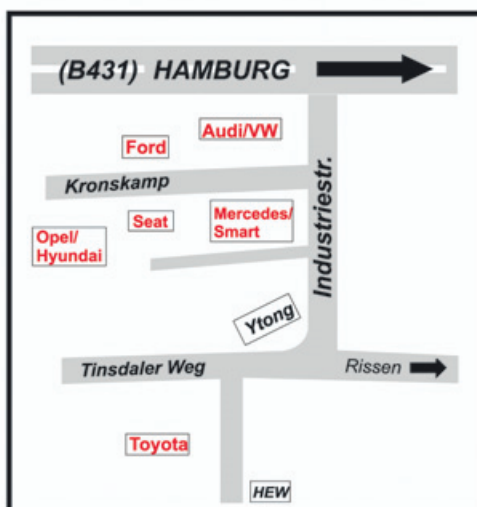 (B431) HAMBURG
Audi/VW
Ford
Kronskamp
Industriestr.
Seat
Mercedes/
Smart
Opel/
Hyundai
Ytong
Tinsdaler Weg
Rissen
Toyota
HEW